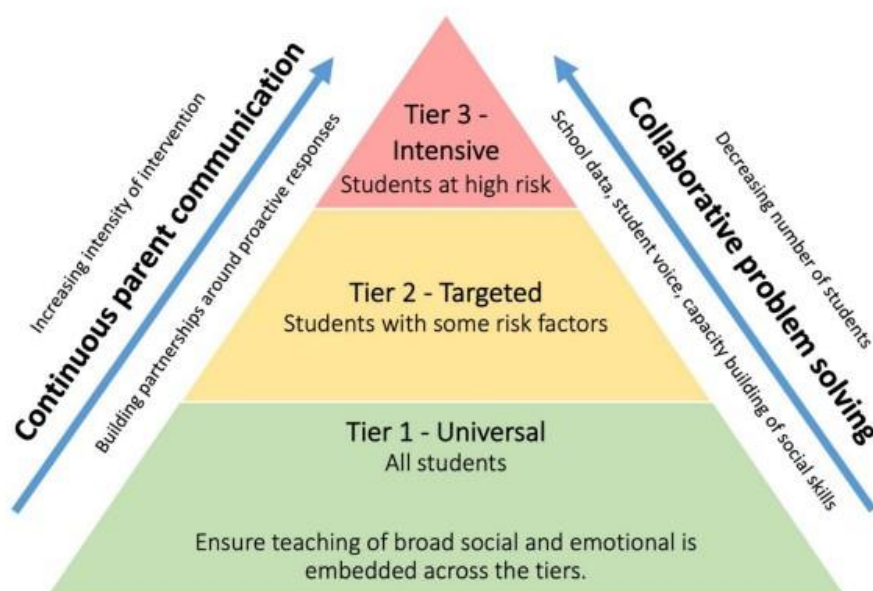 Increasing intensity of intervention
Continuous parent communication
Building partnerships around proactive responses
Tier 3 -
Intensive
Students at high risk
Tier 2 - Targeted
Students with some risk factors
Tier 1 - Universal
All students
Ensure teaching of broad social and emotional is
embedded across the tiers.
School data, student voice, capacity building of social skills
Collaborative problem solving
Decreasing number of students